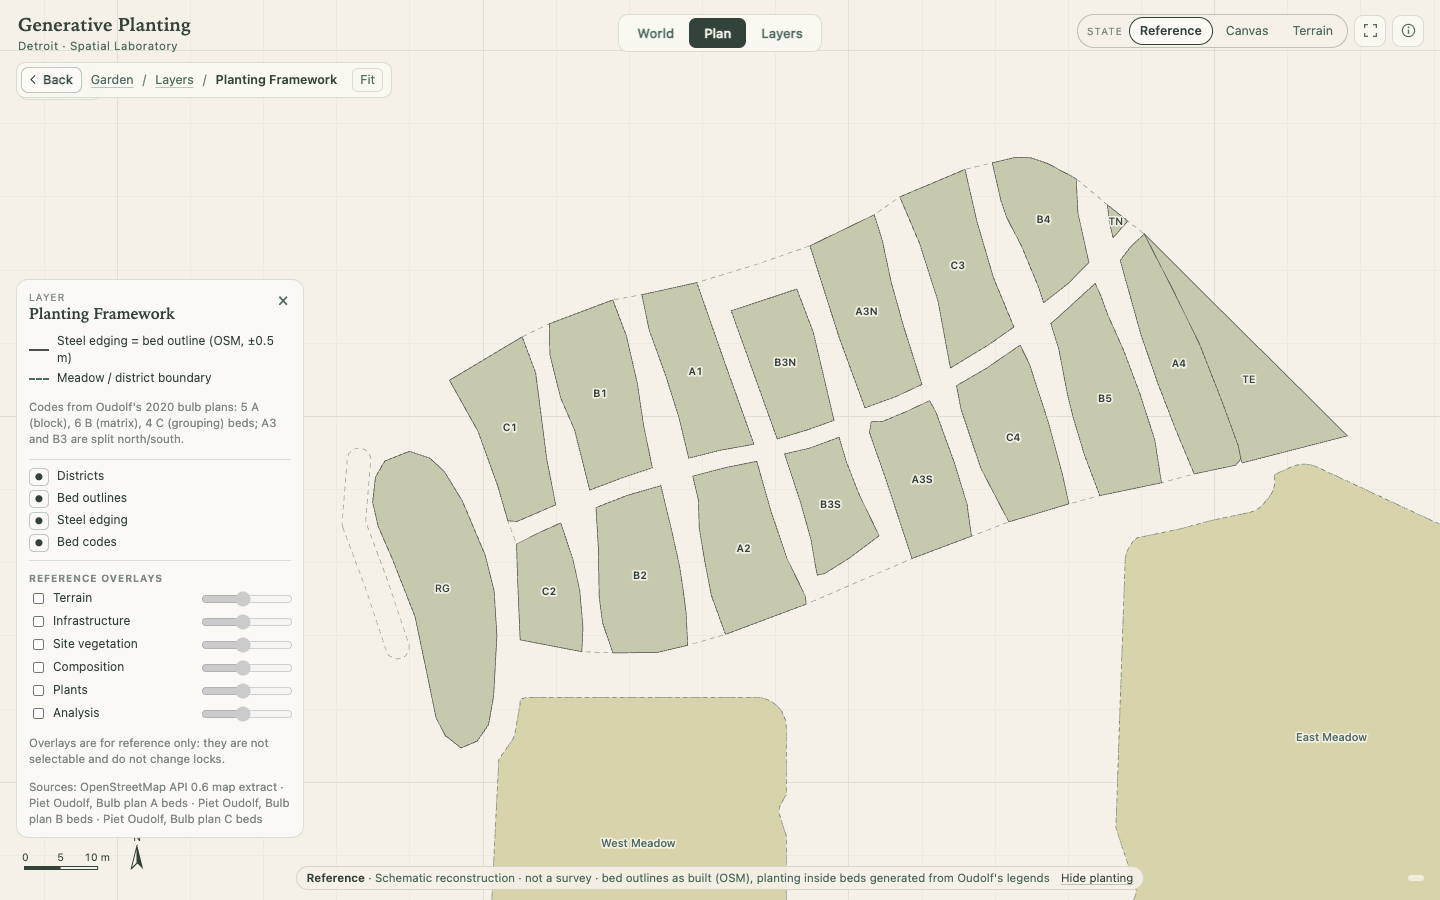 Generative Planting
Detroit · Spatial Laboratory
World
Plan
Layers
STATE
Reference
Canvas
Terrain
Back
Garden / Layers / Planting Framework
Fit
LAYER
Planting Framework
Steel edging = bed outline (OSM, ±0.5
m)
Meadow / district boundary
Codes from Oudolf's 2020 bulb plans: 5 A
(block), 6 B (matrix), 4 C (grouping) beds; A3
and B3 are split north/south.
Districts
Bed outlines
Steel edging
Bed codes
REFERENCE OVERLAYS
Terrain
Infrastructure
Site vegetation
Composition
Plants
Analysis
Overlays are for reference only: they are not
selectable and do not change locks.
Sources: OpenStreetMap API 0.6 map extract ·
Piet Oudolf, Bulb plan A beds · Piet Oudolf, Bulb
plan B beds · Piet Oudolf, Bulb plan C beds
0 5 10 m
N
B4
TN
C3
A3N
B3N
A1
B1
C1
A4
TE
B5
C4
A3S
B3S
A2
B2
C2
RG
East Meadow
West Meadow
Reference · Schematic reconstruction · not a survey · bed outlines as built (OSM), planting inside beds generated from Oudolf's legends
Hide planting